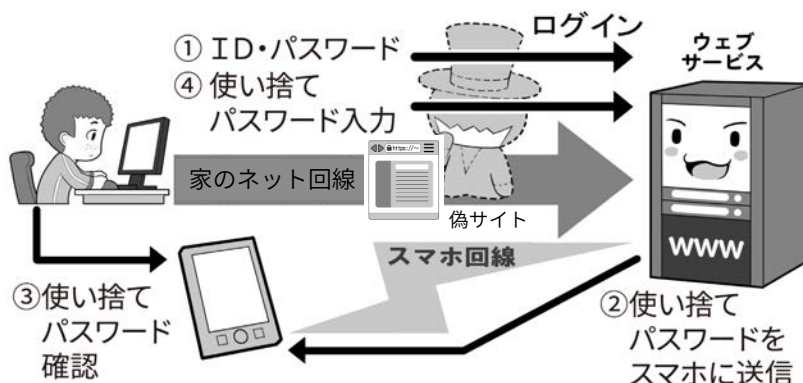 ① ID・パスワード
ログイン
④ 使い捨て
パスワード入力
ウェブ
サービス
家のネット回線
https://～
偽サイト
スマホ回線
www
③使い捨て
パスワード
確認
②使い捨て
パスワードを
スマホに送信